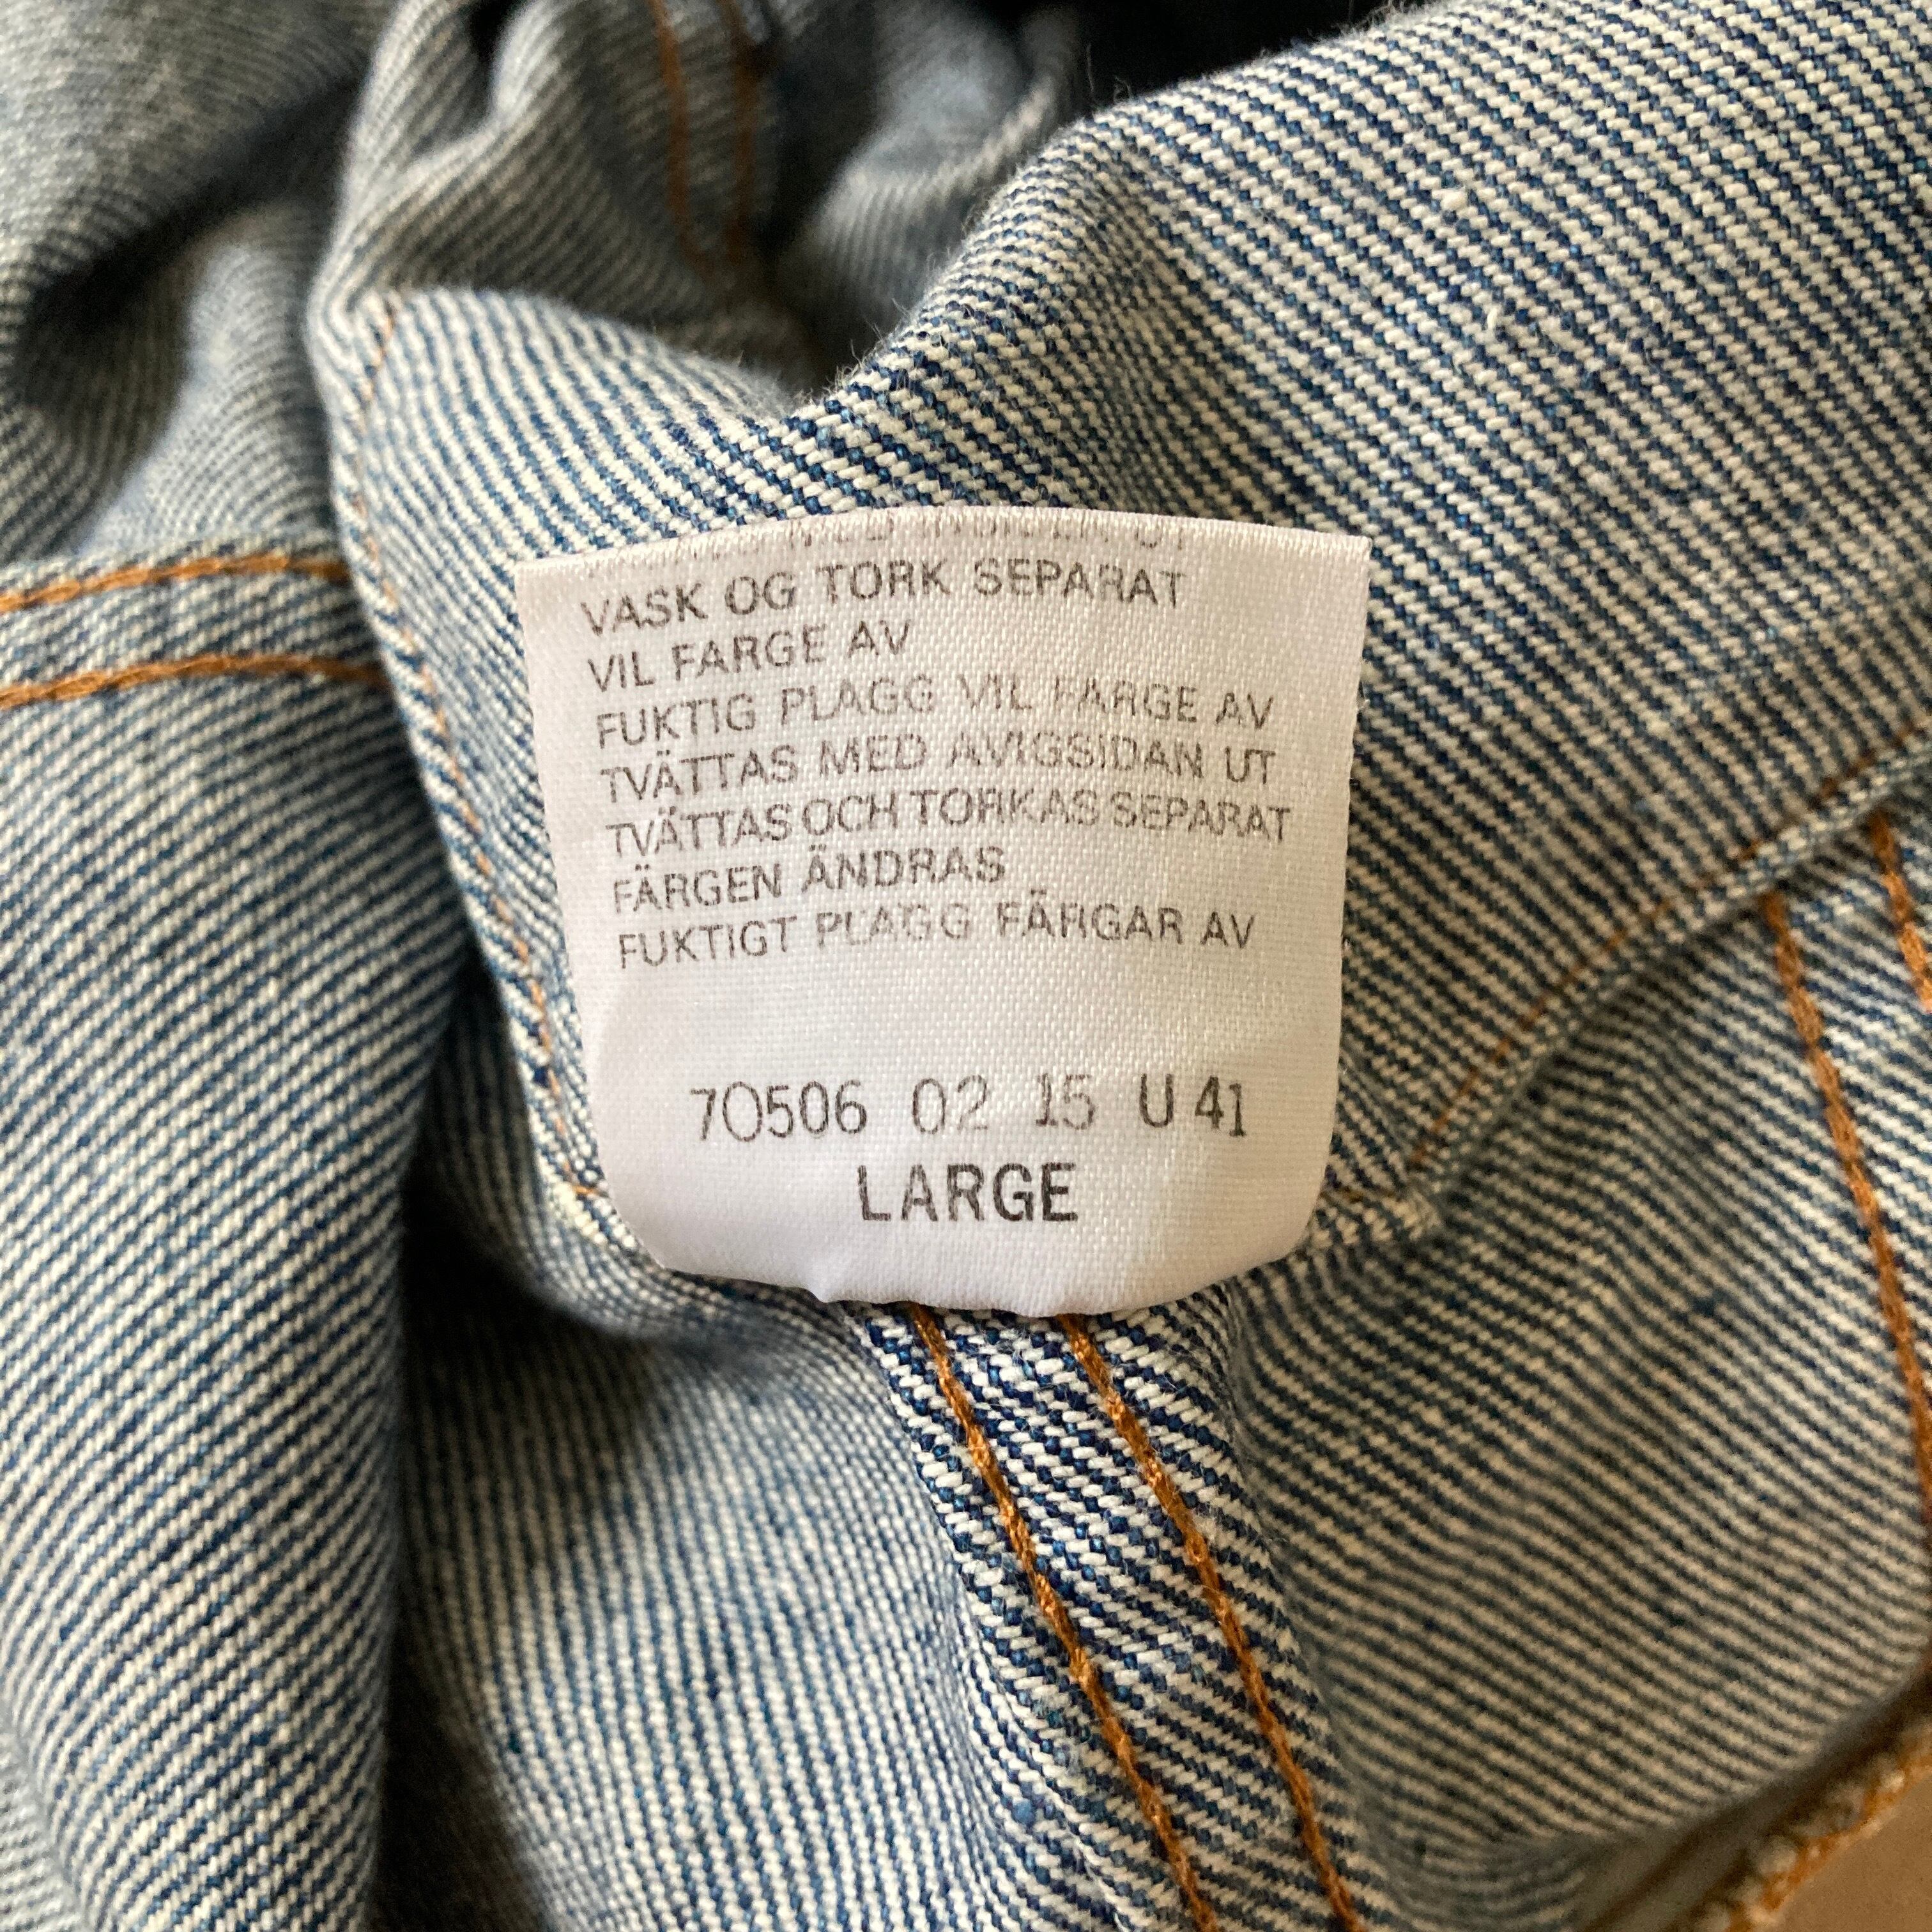 VASK OG TORK SEPARAT
VIL FARGE AV
FUKTIG PLAGG VIL FARGE AV
TVÄTTAS MED AVIGSIDAN UT
TVÄTTAS OCH TORKAS SEPARAT
FÄRGEN ÄNDRAS
FUKTIGT PLAGG FÄRGAR AV
70506 02 15 U 41
LARGE